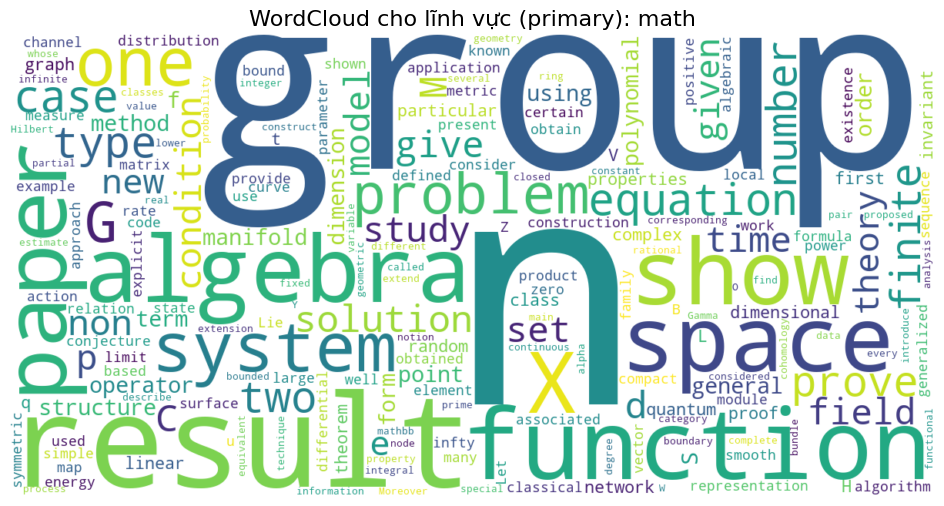 WordCloud cho lĩnh vực (primary): math
channel distribution
whose
graph
infinite classes
one
group
bound
integer
shown
known
geometry
several
application
metric
ring
positive
algebraic
given
number
existence
order
invariant
case
measure
Hilbert value lower
probability
f
t
parameter
model
M
particular
using
certain
obtain
present
polynomial
type
method
matrix
partial
condition
construct
provide
curve
use
dimension
give
consider
defined
closed
constant
V
properties
local
first
finite
sequence
example
new
real
rate
code
approach
explicit
paper
G
manifold
problem
equation
study
variable
geometric
different
Z
construction
corresponding
work
pair proposed
formula
power
theory
analysis
action
relation state
estimate
algebra
fixed
called
extend
Y
n
product
zero
class
complex
rational
family
time
show
find
o
B
dimensional
Gamma
data
cohomology
introduce
generalized
non
term
conjecture
extension Lie
solution
notion
random
obtained
main
set
continuous
x
alpha
L
space
every
p
limit
based
describe
operator
system
bounded large
well
point
element
compact
general
considered
module
prove
q
structure
C
surface
two
prime
differential
form
associated
d
quantum
category
proof
field
symmetric
result
used
simple
map
energy
process
linear
u
equivalent
technique
information
theorem
mathbb
node
property
integral
Moreover
e
infty
many
special
function
Let
degree
classical network
w
vector
boundary
S
complete
smooth
bundle
representation
H algorithm
functional